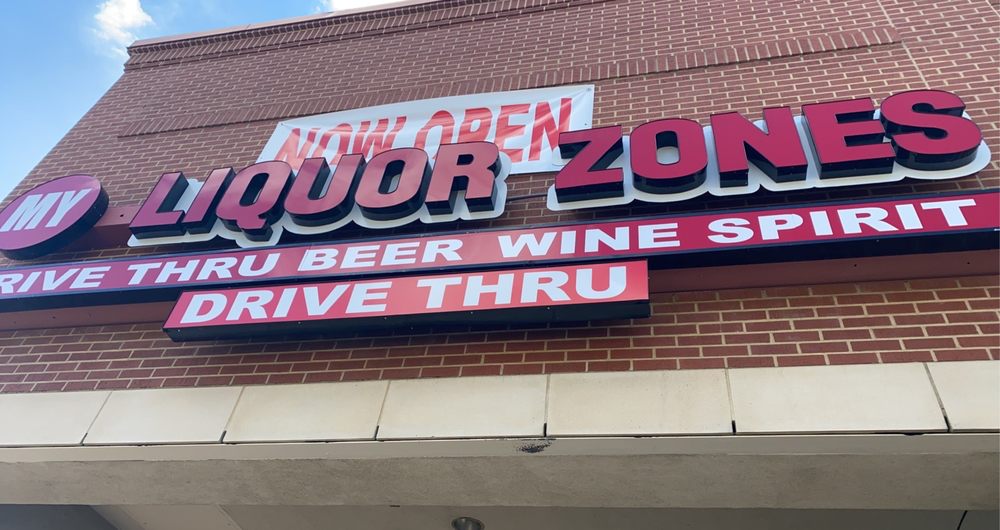 NOW OPEN
MY LIQUOR ZONES
RIVE THRU BEER WINE SPIRIT
DRIVE THRU